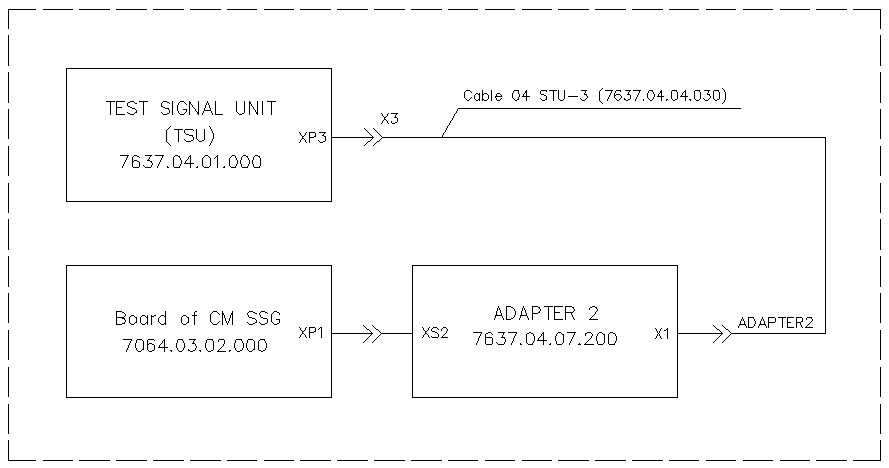 Cable 04 STU-3 (7637.04.04.030)
TEST SIGNAL UNIT
(TSU)
7637.04.01.000
XP3
X3
Board of CM SSG
7064.03.02.000
XP1
XS2
ADAPTER 2
7637.04.07.200
X1
ADAPTER2